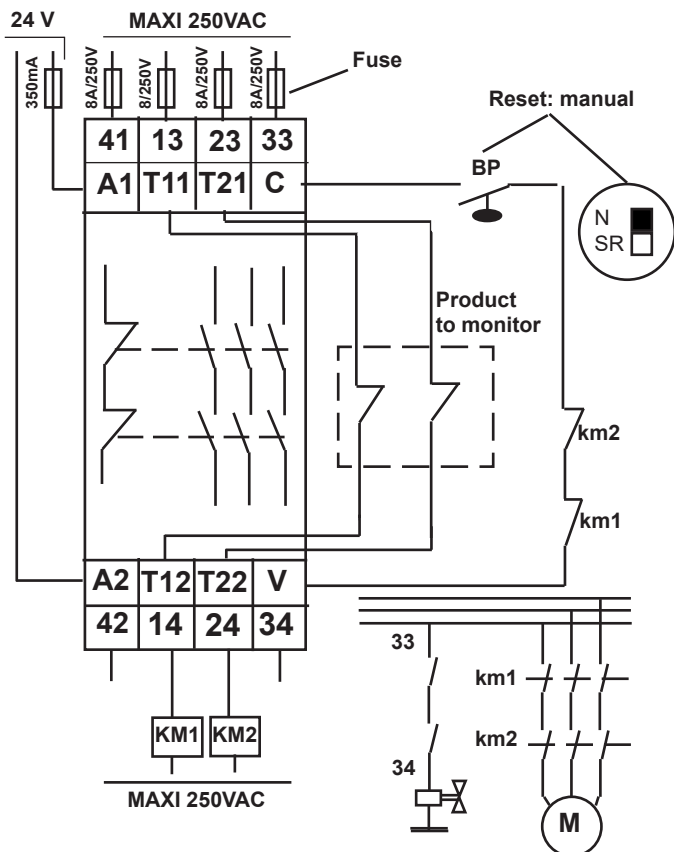 24 V
MAXI 250VAC
350mA
8A/250V
8/250V
8A/250V
8A/250V
Fuse
Reset: manual
41 13 23 33
A1 T11 T21 C
BP
N
SR
Product
to monitor
km2
km1
A2 T12 T22 V
42 14 24 34
33
km1
KM1 KM2
km2
34
MAXI 250VAC
M